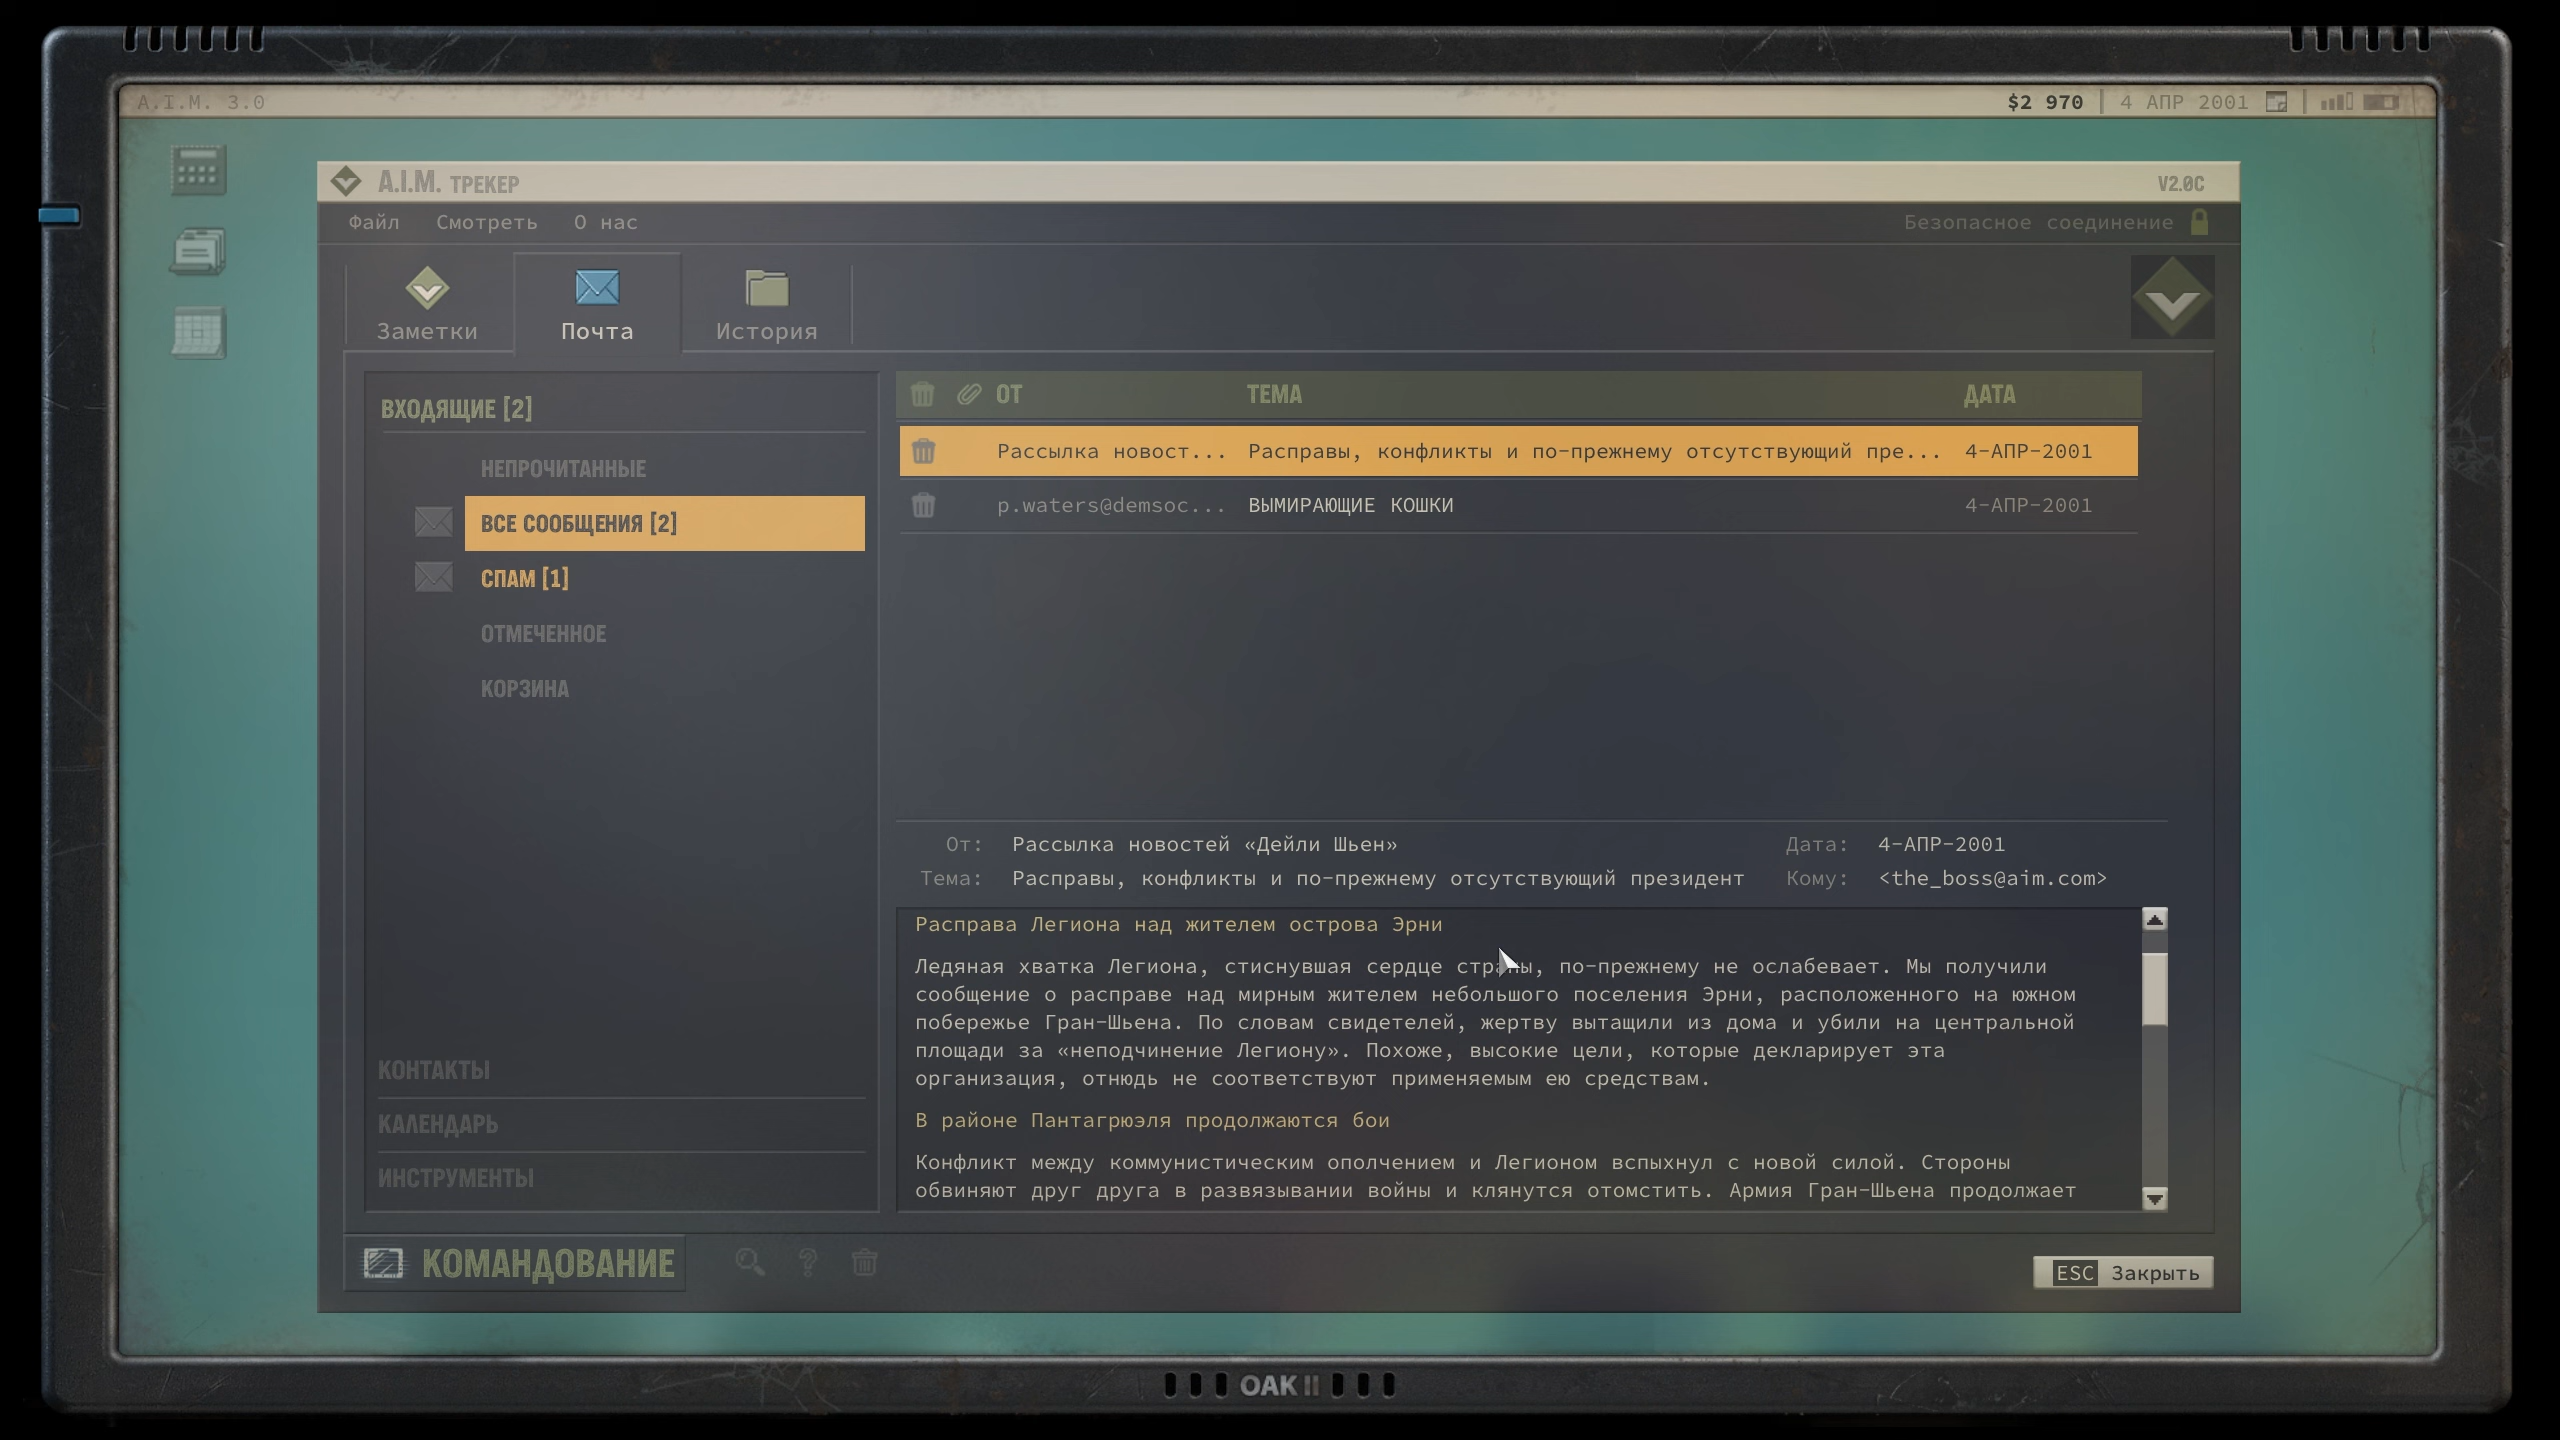 A.I.M. 3.0
$2 970 | 4 АПР 2001
A.I.M. ТРЕКЕР
V2.0C
Файл Смотреть О нас
Безопасное соединение
Заметки Почта История
ВХОДЯЩИЕ [2]
НЕПРОЧИТАННЫЕ
ВСЕ СООБЩЕНИЯ [2]
СПАМ [1]
ОТМЕЧЕННОЕ
КОРЗИНА
КОНТАКТЫ
КАЛЕНДАРЬ
ИНСТРУМЕНТЫ
ОТ ТЕМА ДАТА
Рассылка новост... Расправы, конфликты и по-прежнему отсутствующий пре... 4-АПР-2001
p.waters@demsoc... ВЫМИРАЮЩИЕ КОШКИ 4-АПР-2001
От: Рассылка новостей «Дейли Шьен» Дата: 4-АПР-2001
Тема: Расправы, конфликты и по-прежнему отсутствующий президент Кому: <the_boss@aim.com>
Расправа Легиона над жителем острова Эрни
Ледяная хватка Легиона, стиснувшая сердце страны, по-прежнему не ослабевает. Мы получили
сообщение о расправе над мирным жителем небольшого поселения Эрни, расположенного на южном
побережье Гран-Шьена. По словам свидетелей, жертву вытащили из дома и убили на центральной
площади за «неподчинение Легиону». Похоже, высокие цели, которые декларирует эта
организация, отнюдь не соответствуют применяемым ею средствам.
В районе Пантагрюэля продолжаются бои
Конфликт между коммунистическим ополчением и Легионом вспыхнул с новой силой. Стороны
обвиняют друг друга в развязывании войны и клянутся отомстить. Армия Гран-Шьена продолжает
КОМАНДОВАНИЕ
ESC Закрыть
OAK II